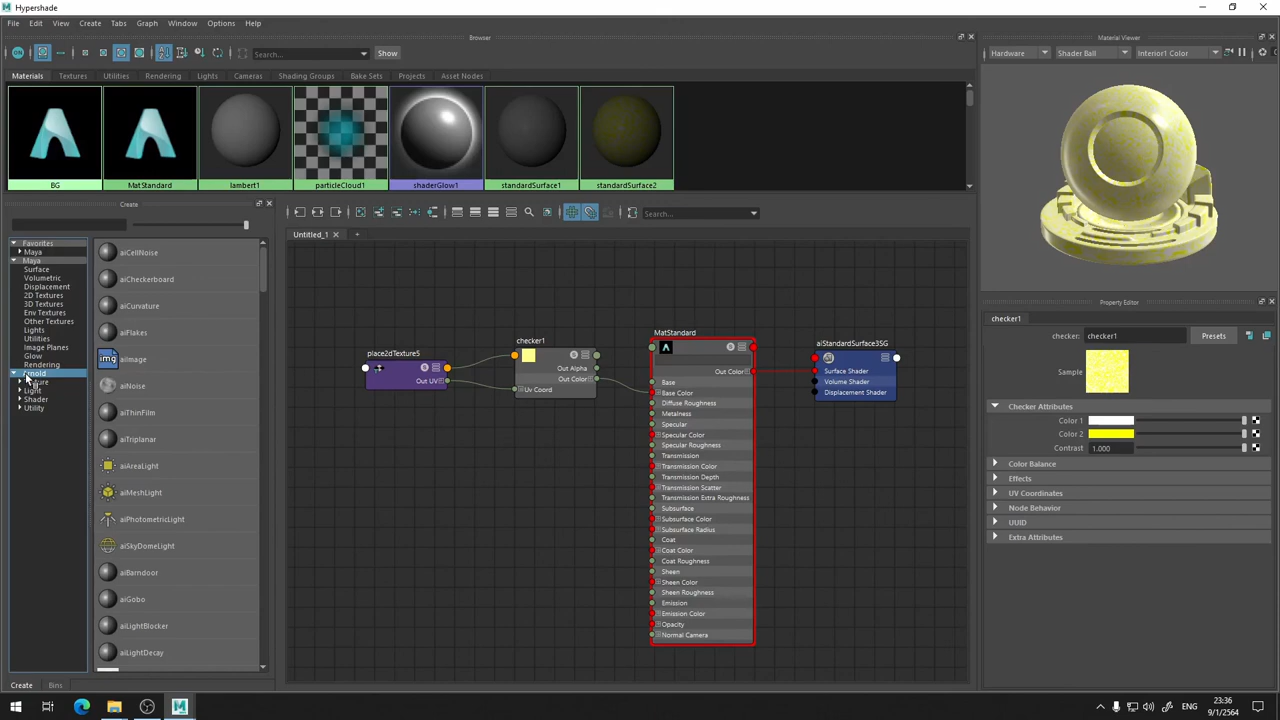 Hypershade
File Edit View Create Tabs Graph Window Options Help
Browser
Material Viewer
ON
Search...
Show
Hardware
Shader Ball
Interior1 Color
Materials Textures Utilities Rendering Lights Cameras Shading Groups Bake Sets Projects Asset Nodes
BG MatStandard lambert1 particleCloud1 shaderGlow1 standardSurface1 standardSurface2
Create
Search...
Untitled_1
Favorites
Maya
Maya
Surface
Volumetric
Displacement
2D Textures
3D Textures
Env Textures
Other Textures
Lights
Utilities
Image Planes
Glow
Rendering
Light
Shader
Utility
aiCellNoise
aiCheckerboard
aiCurvature
aiFlakes
img aiImage
aiNoise
aiThinFilm
aiTriplanar
aiAreaLight
aiMeshLight
aiPhotometricLight
aiSkyDomeLight
aiBarndoor
aiGobo
aiLightBlocker
aiLightDecay
Create Bins
place2dTexture5
Out UV
checker1
Out Alpha
Out Color
Uv Coord
MatStandard
Out Color
Base
Base Color
Diffuse Roughness
Metalness
Specular
Specular Color
Specular Roughness
Transmission
Transmission Color
Transmission Depth
Transmission Scatter
Transmission Extra Roughness
Subsurface
Subsurface Color
Subsurface Radius
Coat
Coat Color
Coat Roughness
Sheen
Sheen Color
Sheen Roughness
Emission
Emission Color
Opacity
Normal Camera
aiStandardSurface3SG
Surface Shader
Volume Shader
Displacement Shader
Property Editor
checker1
checker: checker1
Presets
Sample
Checker Attributes
Color 1
Color 2
Contrast 1.000
Color Balance
Effects
UV Coordinates
Node Behavior
UUID
Extra Attributes
ENG
23:36
9/1/2564